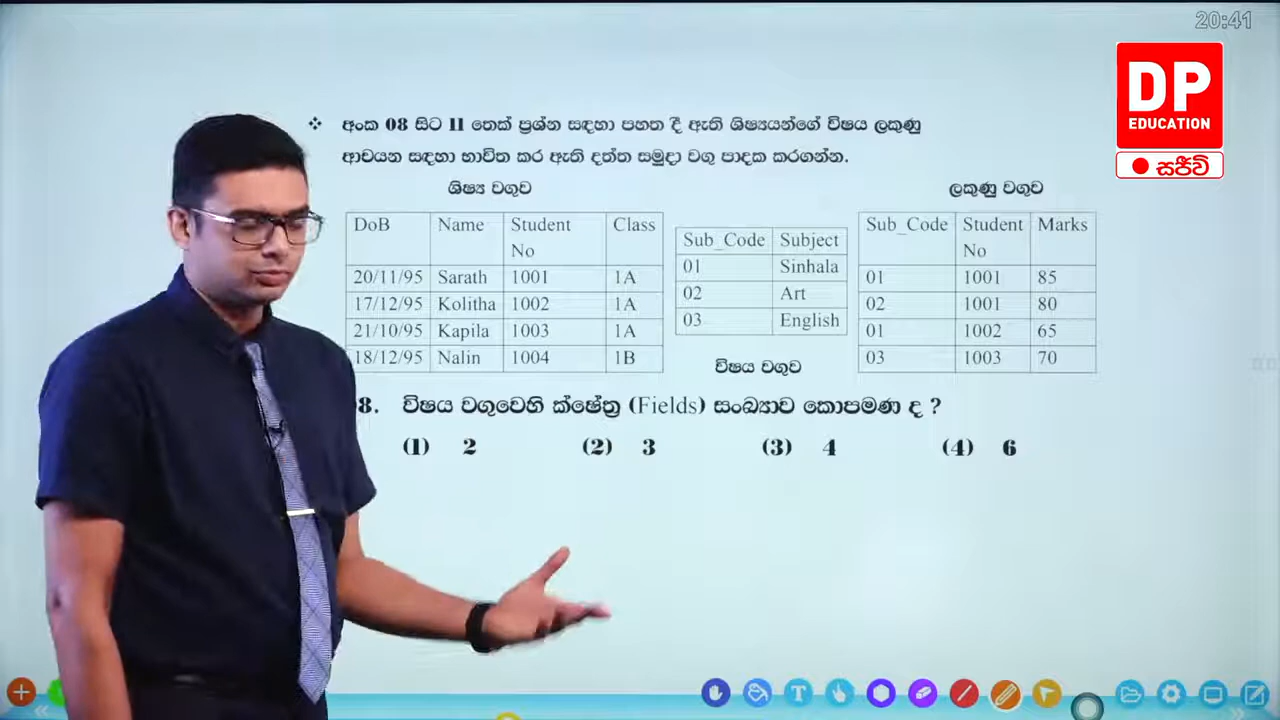 20:41
DP
EDUCATION
සජීවී
❖ අංක 08 සිට 11 තෙක් ප්‍රශ්න සඳහා පහත දී ඇති ශිෂ්‍යයන්ගේ විෂය ලකුණු
ආචයන සඳහා භාවිත කර ඇති දත්ත සමුදා වගු පාදක කරගන්න.
ශිෂ්‍ය වගුව
DoB Name Student No Class
20/11/95 Sarath 1001 1A
17/12/95 Kolitha 1002 1A
21/10/95 Kapila 1003 1A
18/12/95 Nalin 1004 1B
Sub_Code Subject
01 Sinhala
02 Art
03 English
විෂය වගුව
ලකුණු වගුව
Sub_Code Student No Marks
01 1001 85
02 1001 80
01 1002 65
03 1003 70
8. විෂය වගුවෙහි ක්ෂේත්‍ර (Fields) සංඛ්‍යාව කොපමණ ද ?
(1) 2 (2) 3 (3) 4 (4) 6